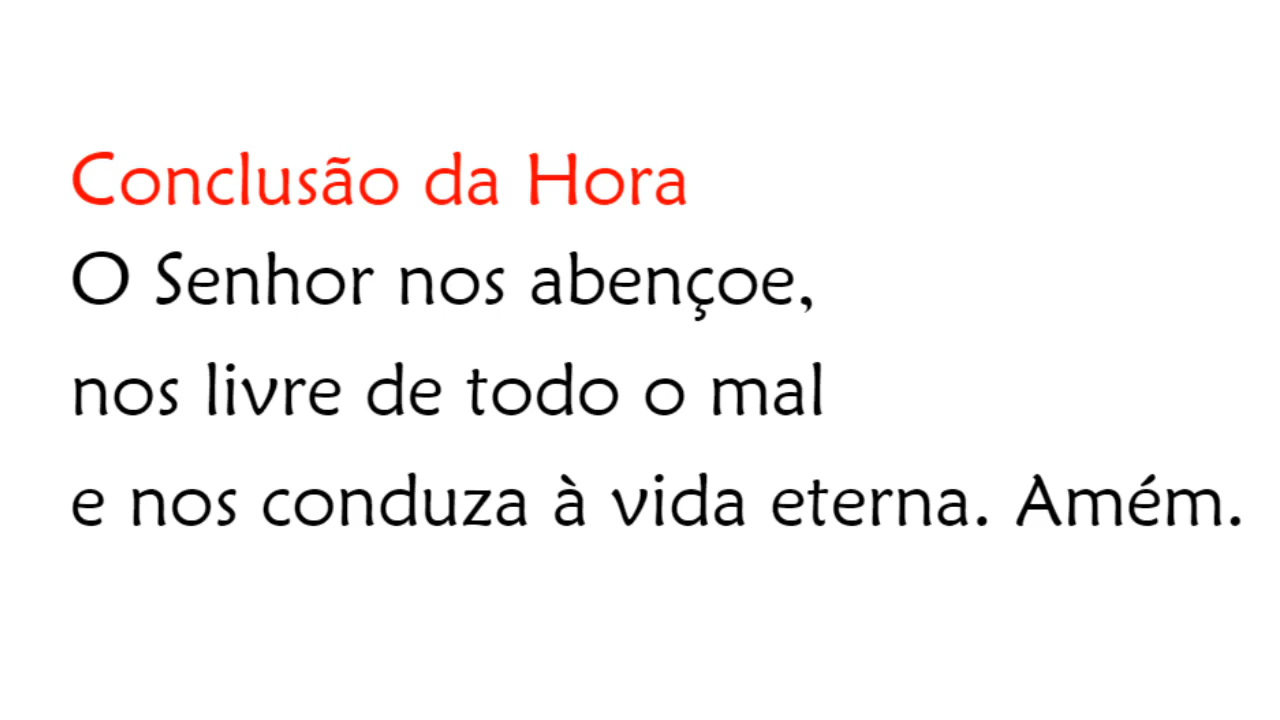 Conclusão da Hora
O Senhor nos abençoe,
nos livre de todo o mal
e nos conduza à vida eterna. Amém.